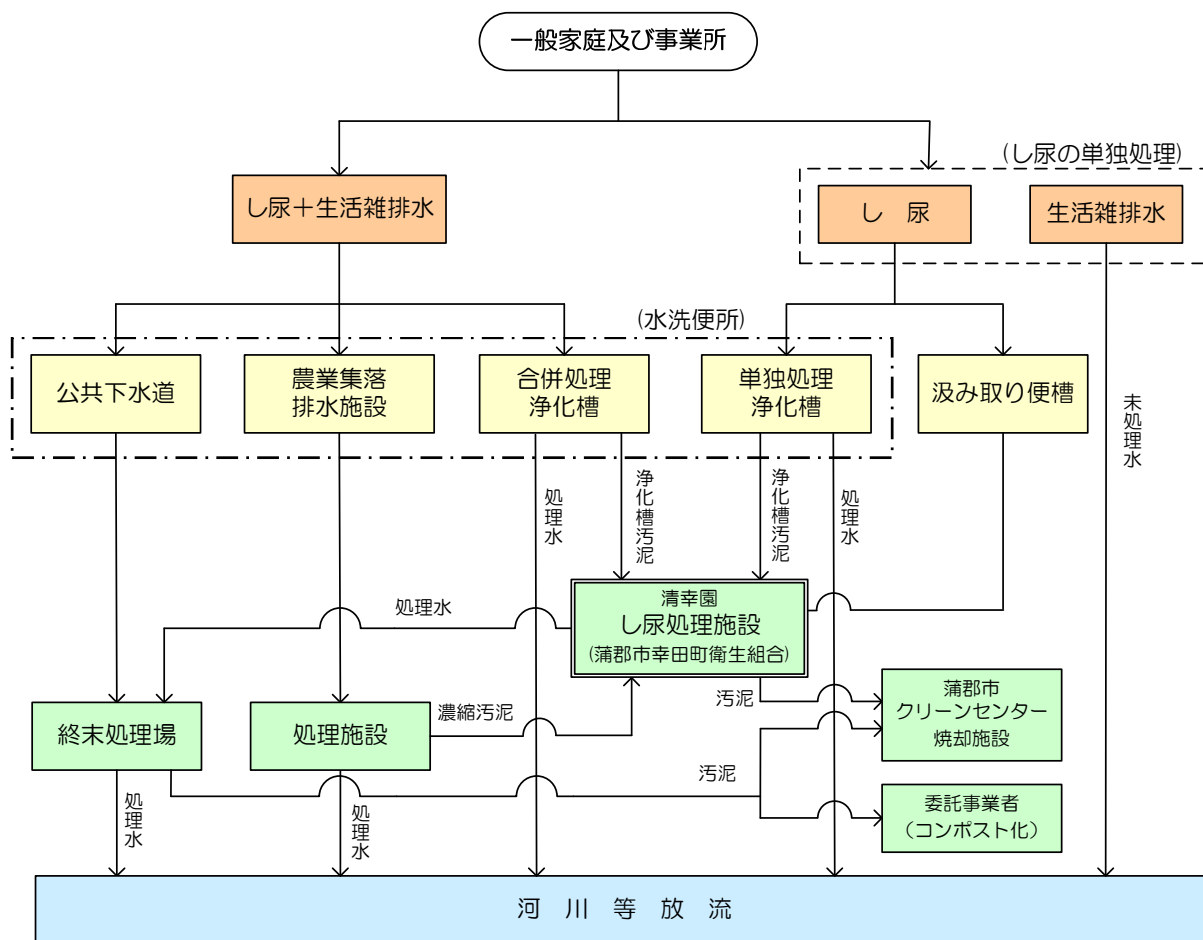 一般家庭及び事業所
(し尿の単独処理)
し尿＋生活雑排水
し　尿
生活雑排水
(水洗便所)
公共下水道
農業集落
排水施設
合併処理
浄化槽
単独処理
浄化槽
汲み取り便槽
未処理水
処理水
浄化槽汚泥
浄化槽汚泥
処理水
処理水
清幸園
し尿処理施設
(蒲郡市幸田町衛生組合)
終末処理場
処理施設
濃縮汚泥
汚泥
蒲郡市
クリーンセンター
焼却施設
汚泥
委託事業者
（コンポスト化）
処理水
処理水
河　川　等　放　流